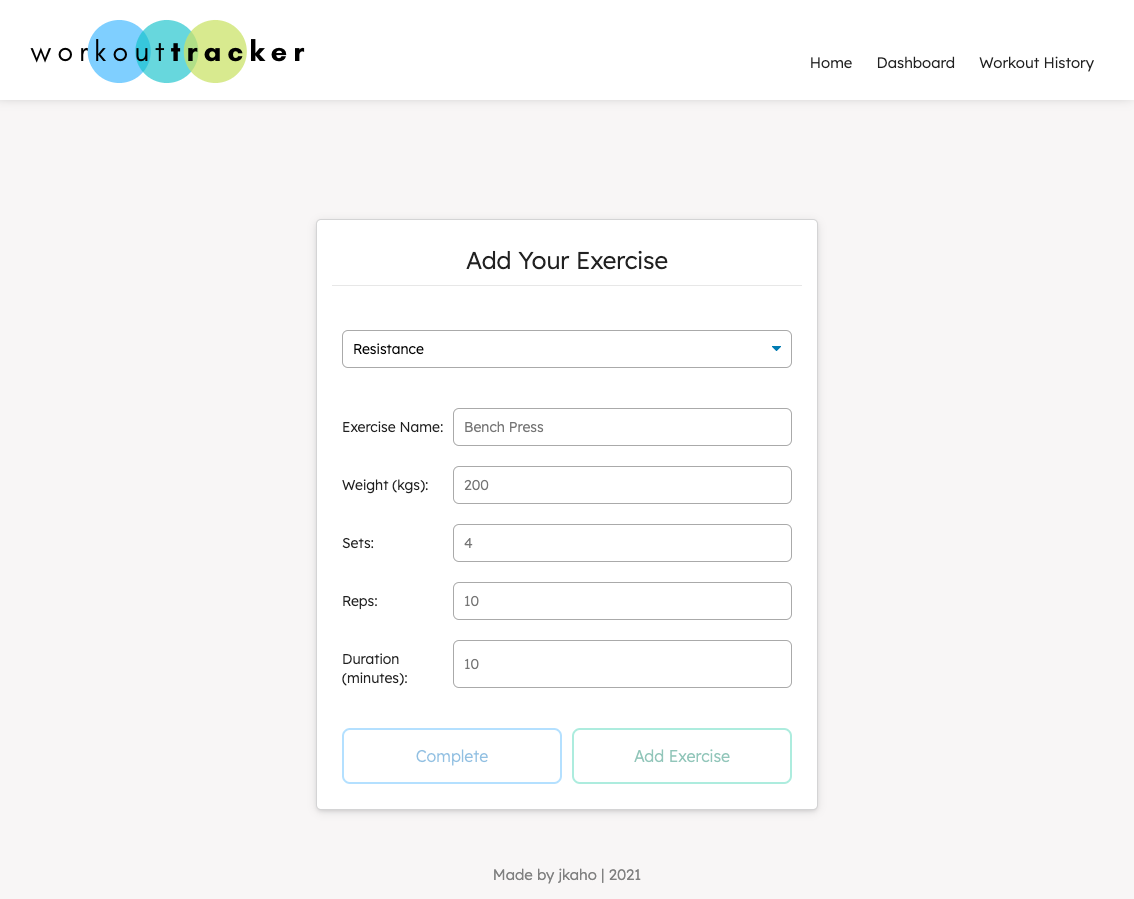 workouttracker
Home Dashboard Workout History
Add Your Exercise
Resistance
Exercise Name: Bench Press
Weight (kgs): 200
Sets: 4
Reps: 10
Duration
(minutes): 10
Complete Add Exercise
Made by jkaho | 2021